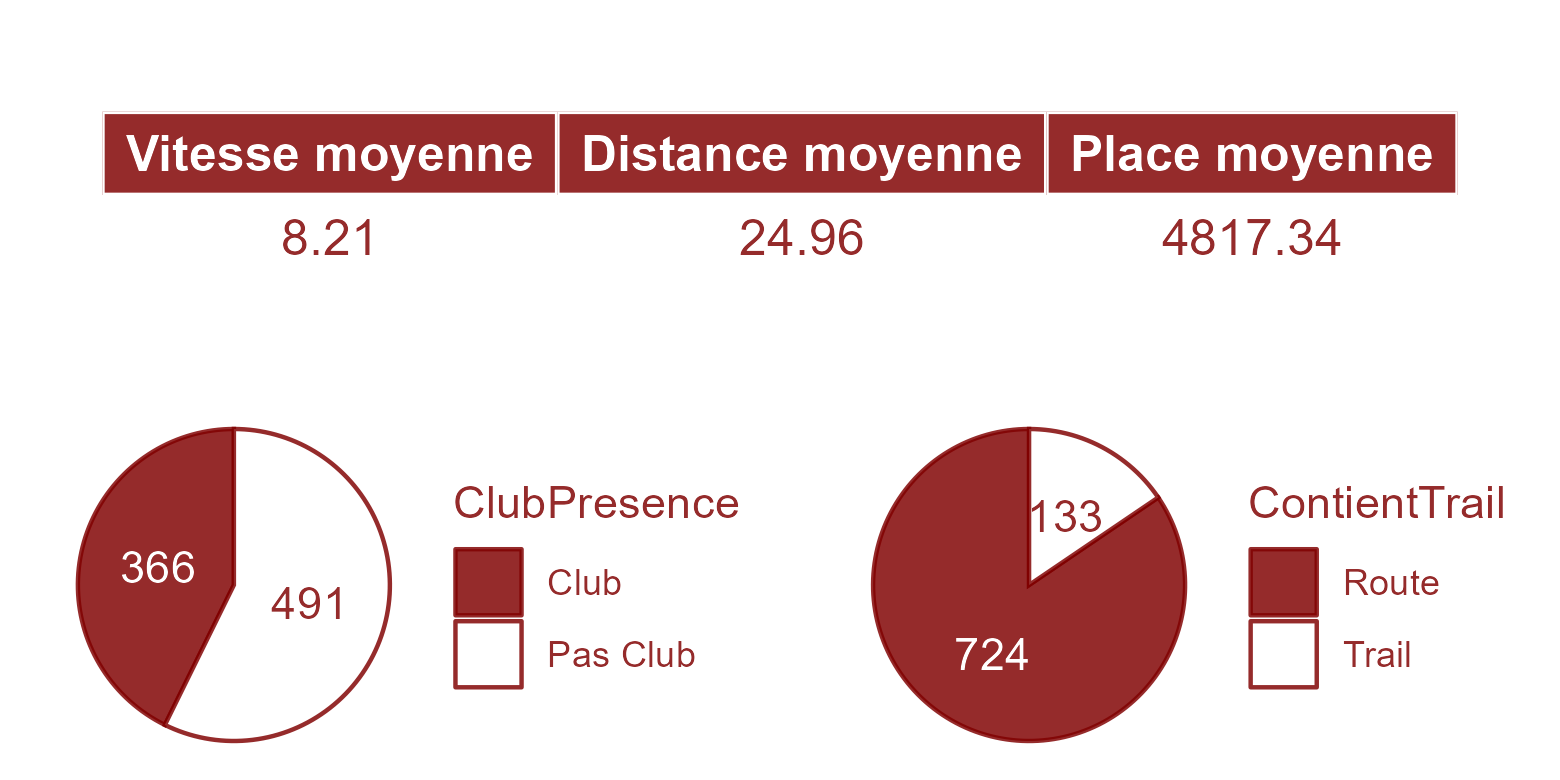 Vitesse moyenne Distance moyenne Place moyenne
8.21 24.96 4817.34
ClubPresence
366
491
Club
Pas Club
ContientTrail
133
724
Route
Trail